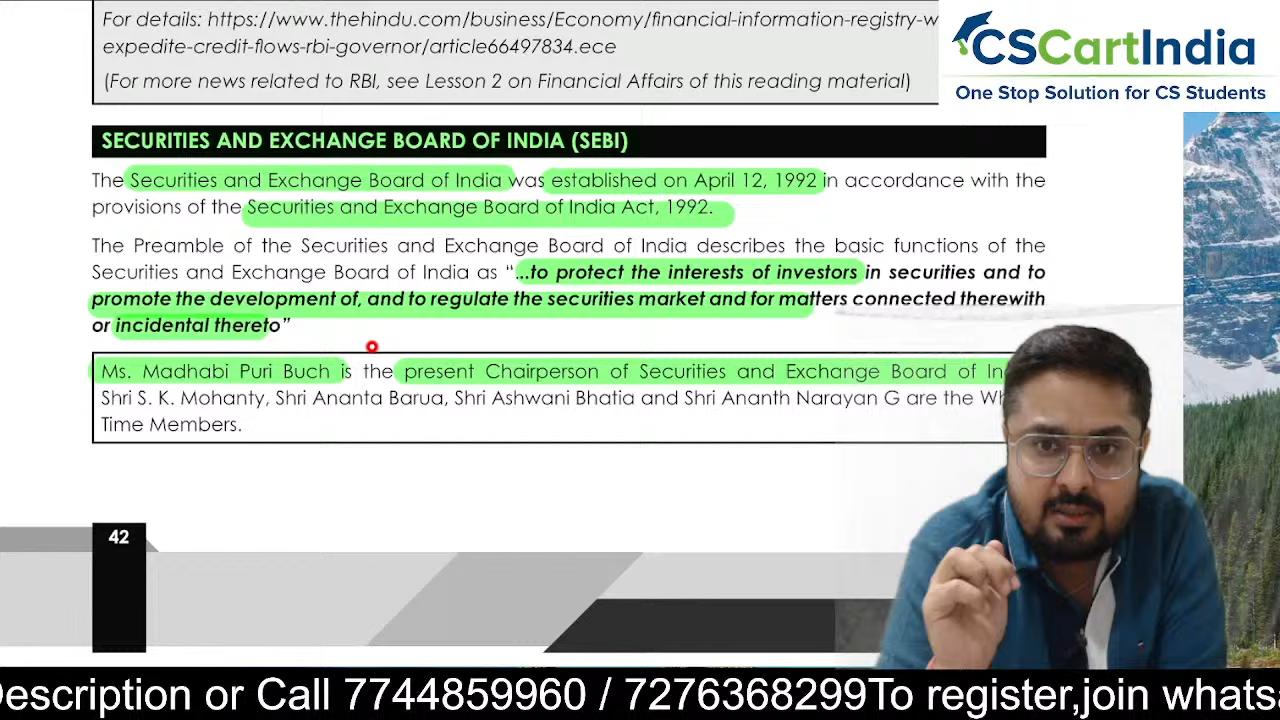 For details: https://www.thehindu.com/business/Economy/financial-information-registry-w
expedite-credit-flows-rbi-governor/article66497834.ece
(For more news related to RBI, see Lesson 2 on Financial Affairs of this reading material)
CSCartIndia
One Stop Solution for CS Students
SECURITIES AND EXCHANGE BOARD OF INDIA (SEBI)
The Securities and Exchange Board of India was established on April 12, 1992 in accordance with the
provisions of the Securities and Exchange Board of India Act, 1992.
The Preamble of the Securities and Exchange Board of India describes the basic functions of the
Securities and Exchange Board of India as “...to protect the interests of investors in securities and to
promote the development of, and to regulate the securities market and for matters connected therewith
or incidental thereto”
Ms. Madhabi Puri Buch is the present Chairperson of Securities and Exchange Board of In
Shri S. K. Mohanty, Shri Ananta Barua, Shri Ashwani Bhatia and Shri Ananth Narayan G are the Wh
Time Members.
42
Description or Call 7744859960 / 7276368299To register,join whats